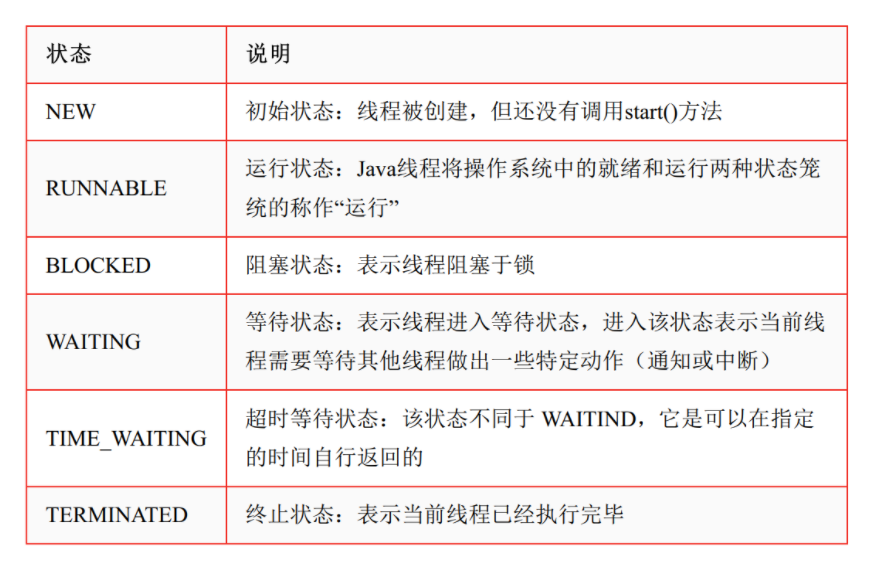 状态 说明
NEW 初始状态：线程被创建，但还没有调用start()方法
RUNNABLE 运行状态：Java线程将操作系统中的就绪和运行两种状态笼
统的称作“运行”
BLOCKED 阻塞状态：表示线程阻塞于锁
WAITING 等待状态：表示线程进入等待状态，进入该状态表示当前线
程需要等待其他线程做出一些特定动作（通知或中断）
TIME_WAITING 超时等待状态：该状态不同于 WAITIND，它是可以在指定
的时间自行返回的
TERMINATED 终止状态：表示当前线程已经执行完毕